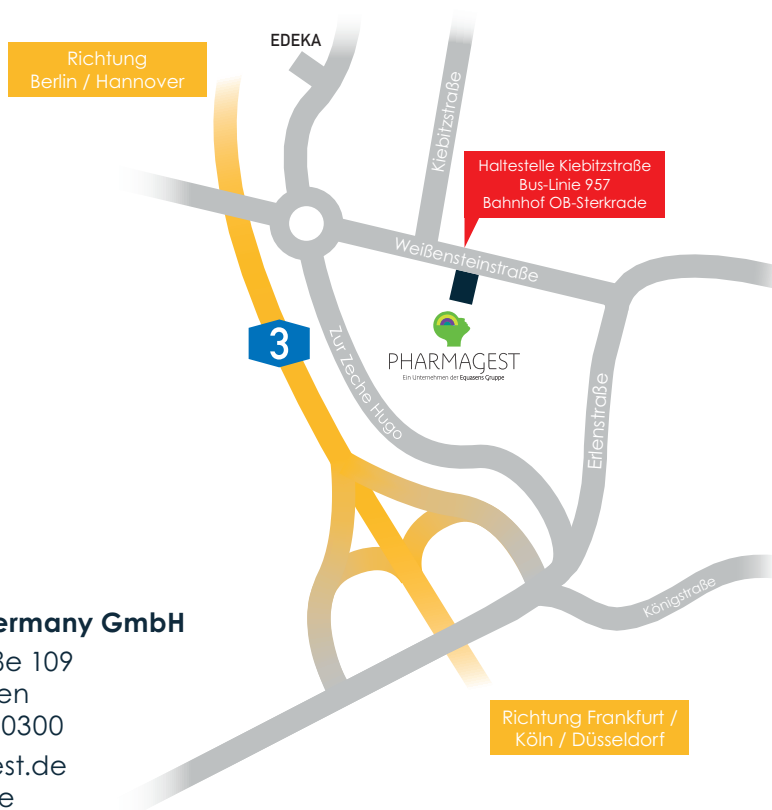 EDEKA
Richtung
Berlin / Hannover
Kiebitzstraße
Haltestelle Kiebitzstraße
Bus-Linie 957
Bahnhof OB-Sterkrade
Weißensteinstraße
3
PHARMAGEST
Ein Unternehmen der Equasens Gruppe
Zur Zeche Hugo
Erlenstraße
Königstraße
ermany GmbH
ße 109
en
0300
est.de
e
Richtung Frankfurt /
Köln / Düsseldorf